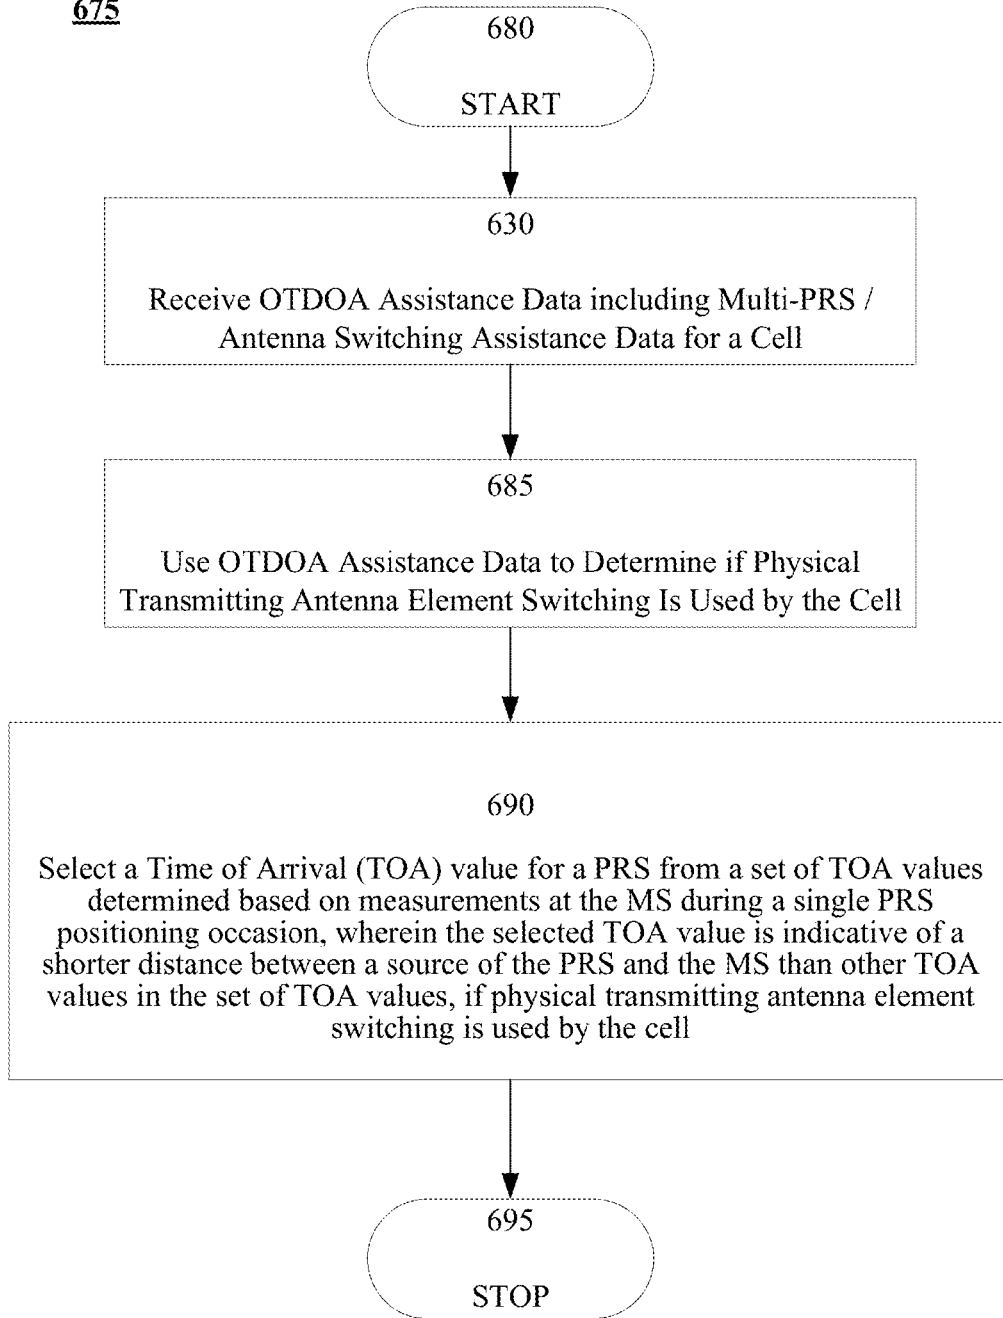 675
680
START
630
Receive OTDOA Assistance Data including Multi-PRS /
Antenna Switching Assistance Data for a Cell
685
Use OTDOA Assistance Data to Determine if Physical
Transmitting Antenna Element Switching Is Used by the Cell
690
Select a Time of Arrival (TOA) value for a PRS from a set of TOA values
determined based on measurements at the MS during a single PRS
positioning occasion, wherein the selected TOA value is indicative of a
shorter distance between a source of the PRS and the MS than other TOA
values in the set of TOA values, if physical transmitting antenna element
switching is used by the cell
695
STOP